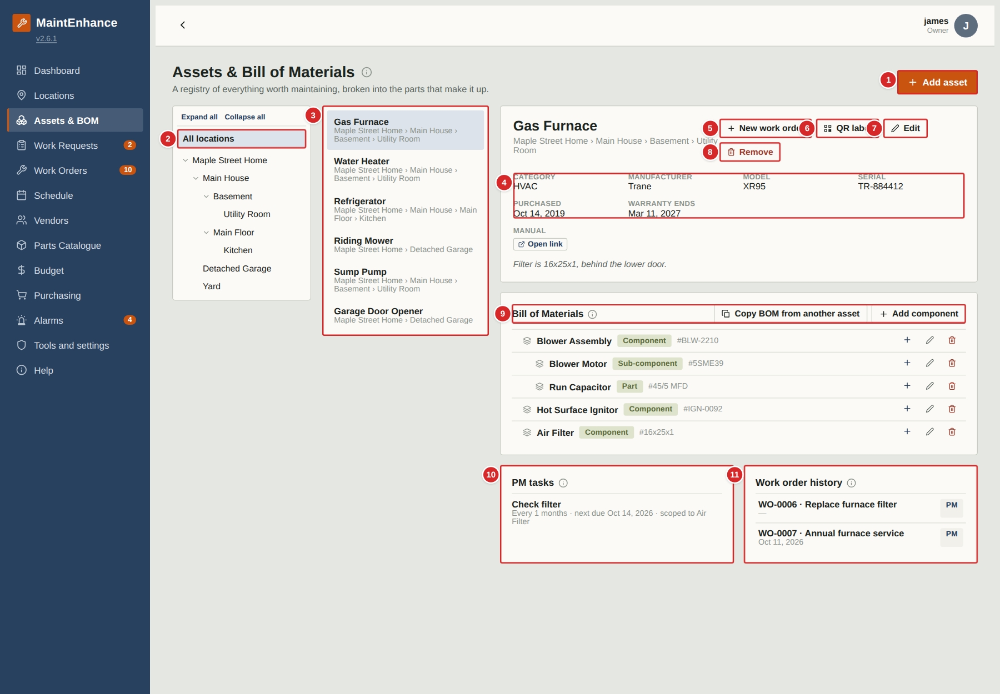 MaintEnhance
v2.6.1
Dashboard
Locations
Assets & BOM
Work Requests 2
Work Orders 10
Schedule
Vendors
Parts Catalogue
Budget
Purchasing
Alarms 4
Tools and settings
Help
james
Owner
J
Assets & Bill of Materials
A registry of everything worth maintaining, broken into the parts that make it up.
1
Add asset
Expand all Collapse all
2
All locations
Maple Street Home
Main House
Basement
Utility Room
Main Floor
Kitchen
Detached Garage
Yard
3
Gas Furnace
Maple Street Home › Main House ›
Basement › Utility Room
Water Heater
Maple Street Home › Main House ›
Basement › Utility Room
Refrigerator
Maple Street Home › Main House › Main
Floor › Kitchen
Riding Mower
Maple Street Home › Detached Garage
Sump Pump
Maple Street Home › Main House ›
Basement › Utility Room
Garage Door Opener
Maple Street Home › Detached Garage
Gas Furnace
Maple Street Home › Main House › Basement › Utility
Room
5
New work orde
6
QR lab
7
Edit
8
Remove
4
CATEGORY MANUFACTURER MODEL SERIAL
HVAC Trane XR95 TR-884412
PURCHASED WARRANTY ENDS
Oct 14, 2019 Mar 11, 2027
MANUAL
Open link
Filter is 16x25x1, behind the lower door.
9
Bill of Materials
Copy BOM from another asset
Add component
Blower Assembly Component #BLW-2210
Blower Motor Sub-component #5SME39
Run Capacitor Part #45/5 MFD
Hot Surface Ignitor Component #IGN-0092
Air Filter Component #16x25x1
10
PM tasks
Check filter
Every 1 months · next due Oct 14, 2026 · scoped to Air
Filter
11
Work order history
WO-0006 · Replace furnace filter PM
—
WO-0007 · Annual furnace service PM
Oct 11, 2026